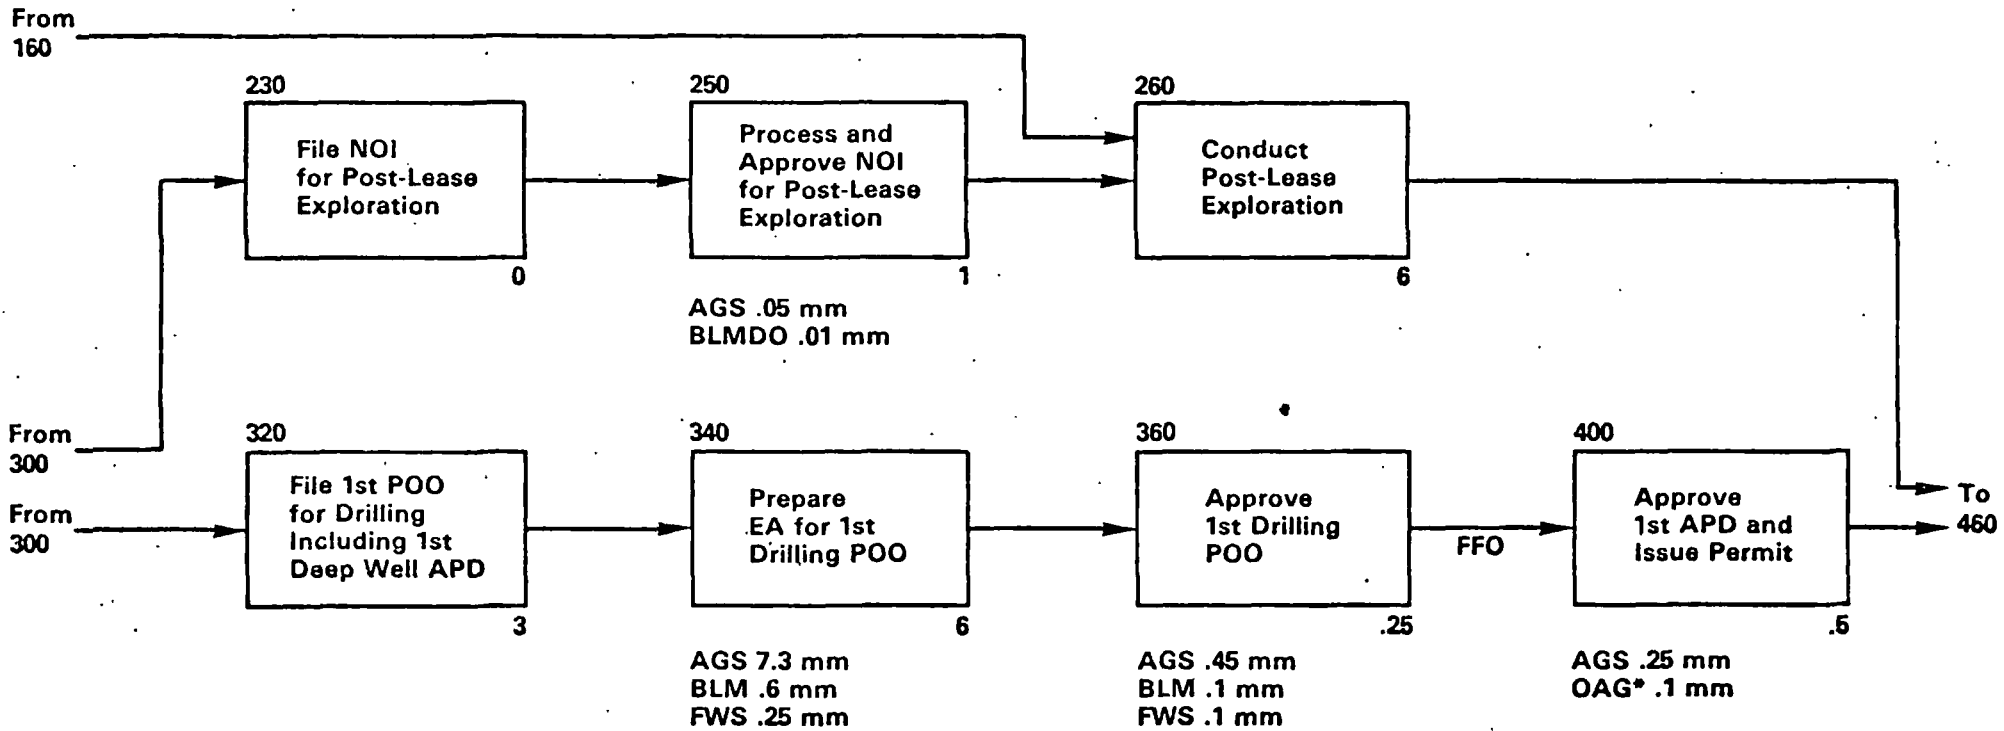 From
160
230
File NOI
for Post-Lease
Exploration
0
250
Process and
Approve NOI
for Post-Lease
Exploration
1
AGS .05 mm
BLMDO .01 mm
260
Conduct
Post-Lease
Exploration
6
From
300
From
300
320
File 1st POO
for Drilling
Including 1st
Deep Well APD
3
340
Prepare
EA for 1st
Drilling POO
6
AGS 7.3 mm
BLM .6 mm
FWS .25 mm
360
Approve
1st Drilling
POO
.25
AGS .45 mm
BLM .1 mm
FWS .1 mm
FFO
400
Approve
1st APD and
Issue Permit
.5
AGS .25 mm
OAG* .1 mm
To
460